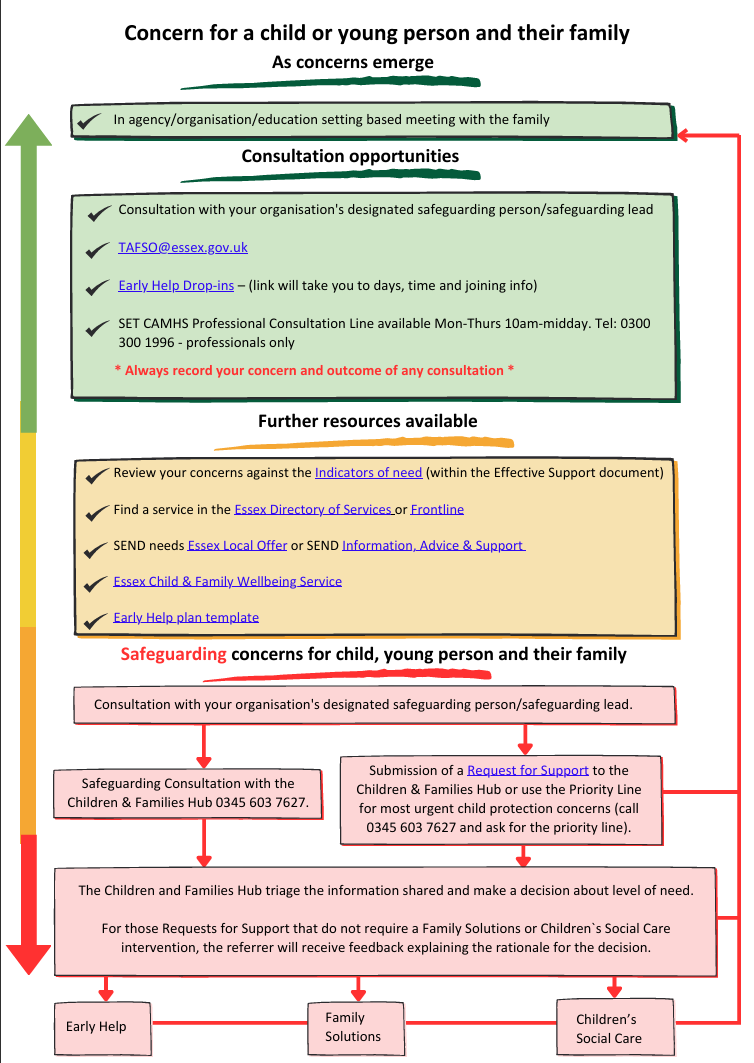 Concern for a child or young person and their family
As concerns emerge
In agency/organisation/education setting based meeting with the family
Consultation opportunities
Consultation with your organisation's designated safeguarding person/safeguarding lead
TAFSO@essex.gov.uk
Early Help Drop-ins – (link will take you to days, time and joining info)
SET CAMHS Professional Consultation Line available Mon-Thurs 10am-midday. Tel: 0300
300 1996 - professionals only
* Always record your concern and outcome of any consultation *
Further resources available
Review your concerns against the Indicators of need (within the Effective Support document)
Find a service in the Essex Directory of Services or Frontline
SEND needs Essex Local Offer or SEND Information, Advice & Support
Essex Child & Family Wellbeing Service
Early Help plan template
Safeguarding concerns for child, young person and their family
Consultation with your organisation's designated safeguarding person/safeguarding lead.
Safeguarding Consultation with the
Children & Families Hub 0345 603 7627.
Submission of a Request for Support to the
Children & Families Hub or use the Priority Line
for most urgent child protection concerns (call
0345 603 7627 and ask for the priority line).
The Children and Families Hub triage the information shared and make a decision about level of need.
For those Requests for Support that do not require a Family Solutions or Children`s Social Care
intervention, the referrer will receive feedback explaining the rationale for the decision.
Early Help
Family
Solutions
Children's
Social Care